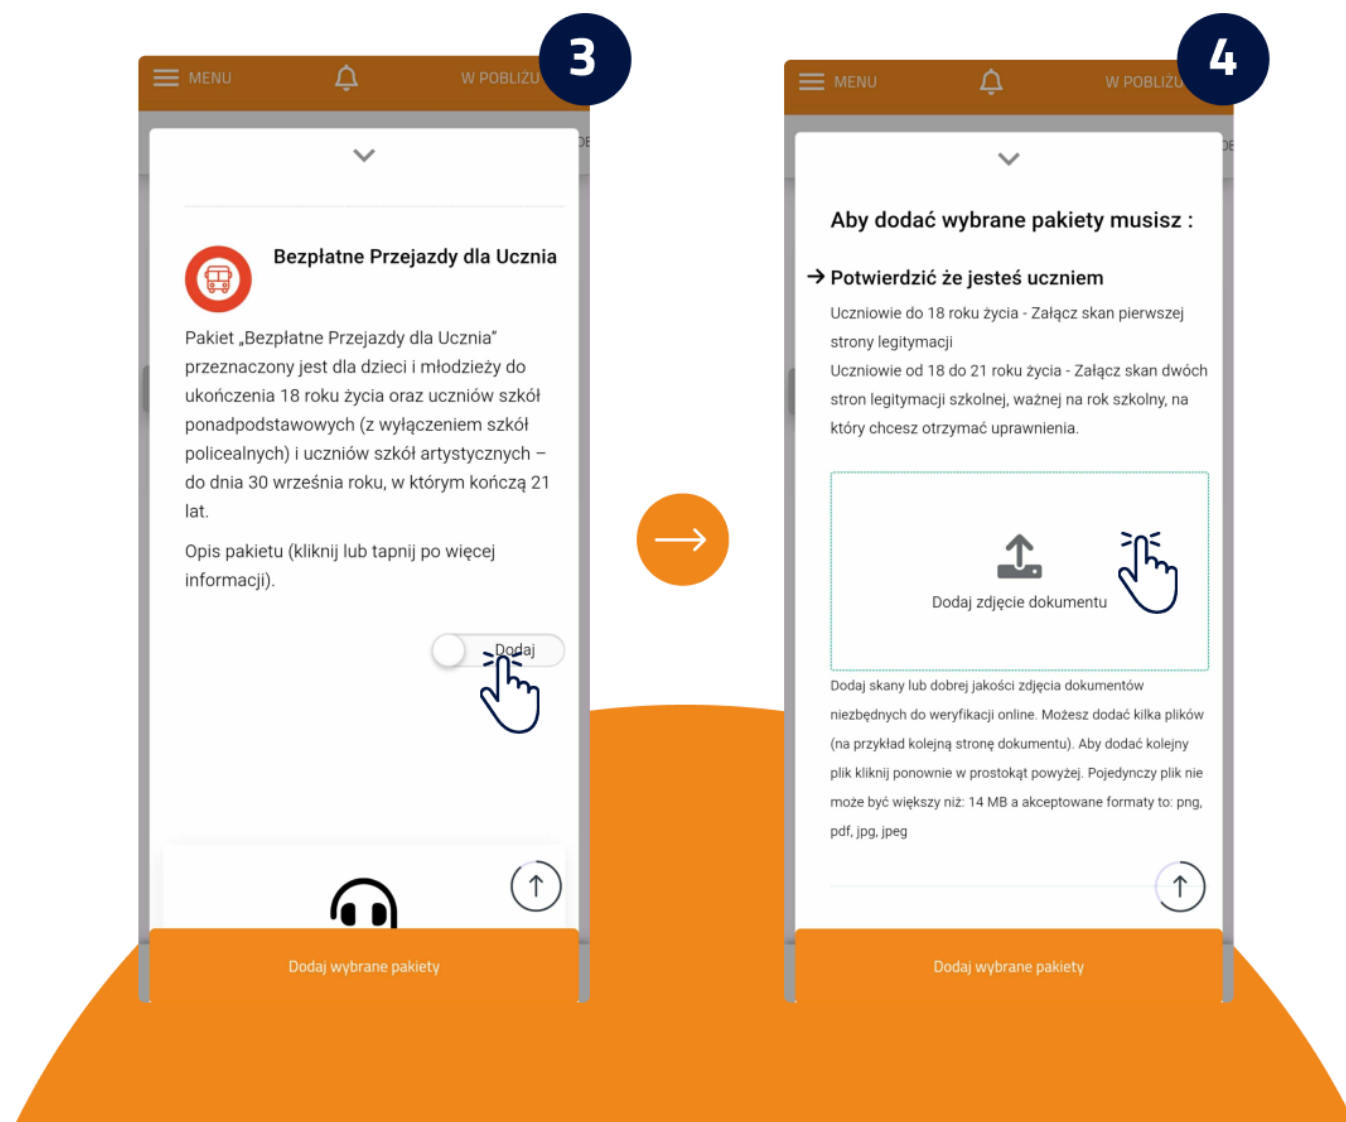 3
MENU
W POBLIŻU
Bezpłatne Przejazdy dla Ucznia
Pakiet „Bezpłatne Przejazdy dla Ucznia”
przeznaczony jest dla dzieci i młodzieży do
ukończenia 18 roku życia oraz uczniów szkół
ponadpodstawowych (z wyłączeniem szkół
policealnych) i uczniów szkół artystycznych –
do dnia 30 września roku, w którym kończą 21
lat.
Opis pakietu (kliknij lub tapnij po więcej
informacji).
Dodaj
Dodaj wybrane pakiety
4
MENU
W POBLIŻU
Aby dodać wybrane pakiety musisz :
Potwierdzić że jesteś uczniem
Uczniowie do 18 roku życia - Załącz skan pierwszej
strony legitymacji
Uczniowie od 18 do 21 roku życia - Załącz skan dwóch
stron legitymacji szkolnej, ważnej na rok szkolny, na
który chcesz otrzymać uprawnienia.
Dodaj zdjęcie dokumentu
Dodaj skany lub dobrej jakości zdjęcia dokumentów
niezbędnych do weryfikacji online. Możesz dodać kilka plików
(na przykład kolejną stronę dokumentu). Aby dodać kolejny
plik kliknij ponownie w prostokąt powyżej. Pojedynczy plik nie
może być większy niż: 14 MB a akceptowane formaty to: png,
pdf, jpg, jpeg
Dodaj wybrane pakiety